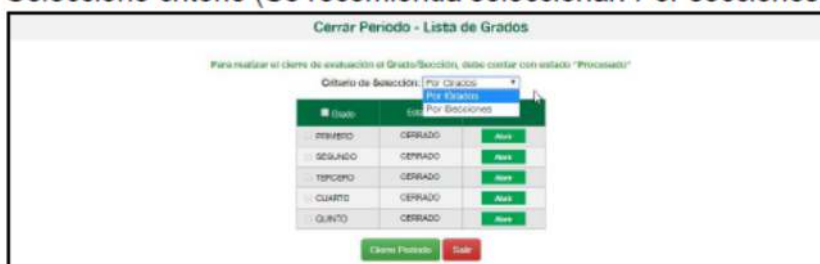 Seleccione criterio (Se recomienda seleccionar: Por secciones
Cerrar Periodo - Lista de Grados
Para realizar el cierre de evaluación el Grado/Sección, debe contar con estado "Procesado"
Criterio de Selección: Por Grados
Por Grados
Por Secciones
Grado
PRIMERO CERRADO Abrir
SEGUNDO CERRADO Abrir
TERCERO CERRADO Abrir
CUARTO CERRADO Abrir
QUINTO CERRADO Abrir
Cierre Periodo Salir